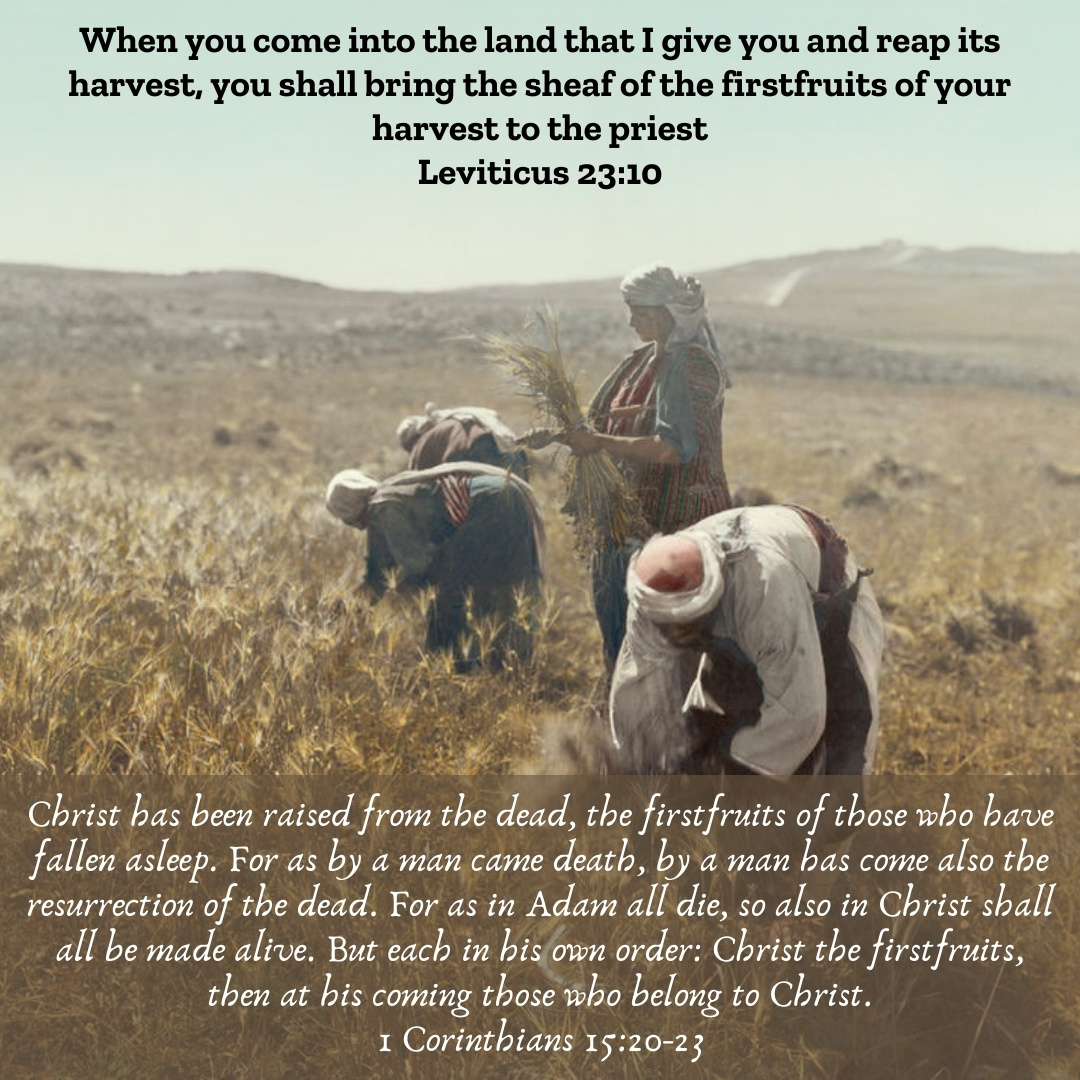 When you come into the land that I give you and reap its
harvest, you shall bring the sheaf of the firstfruits of your
harvest to the priest
Leviticus 23:10
Christ has been raised from the dead, the firstfruits of those who have
fallen asleep. For as by a man came death, by a man has come also the
resurrection of the dead. For as in Adam all die, so also in Christ shall
all be made alive. But each in his own order: Christ the firstfruits,
then at his coming those who belong to Christ.
1 Corinthians 15:20-23